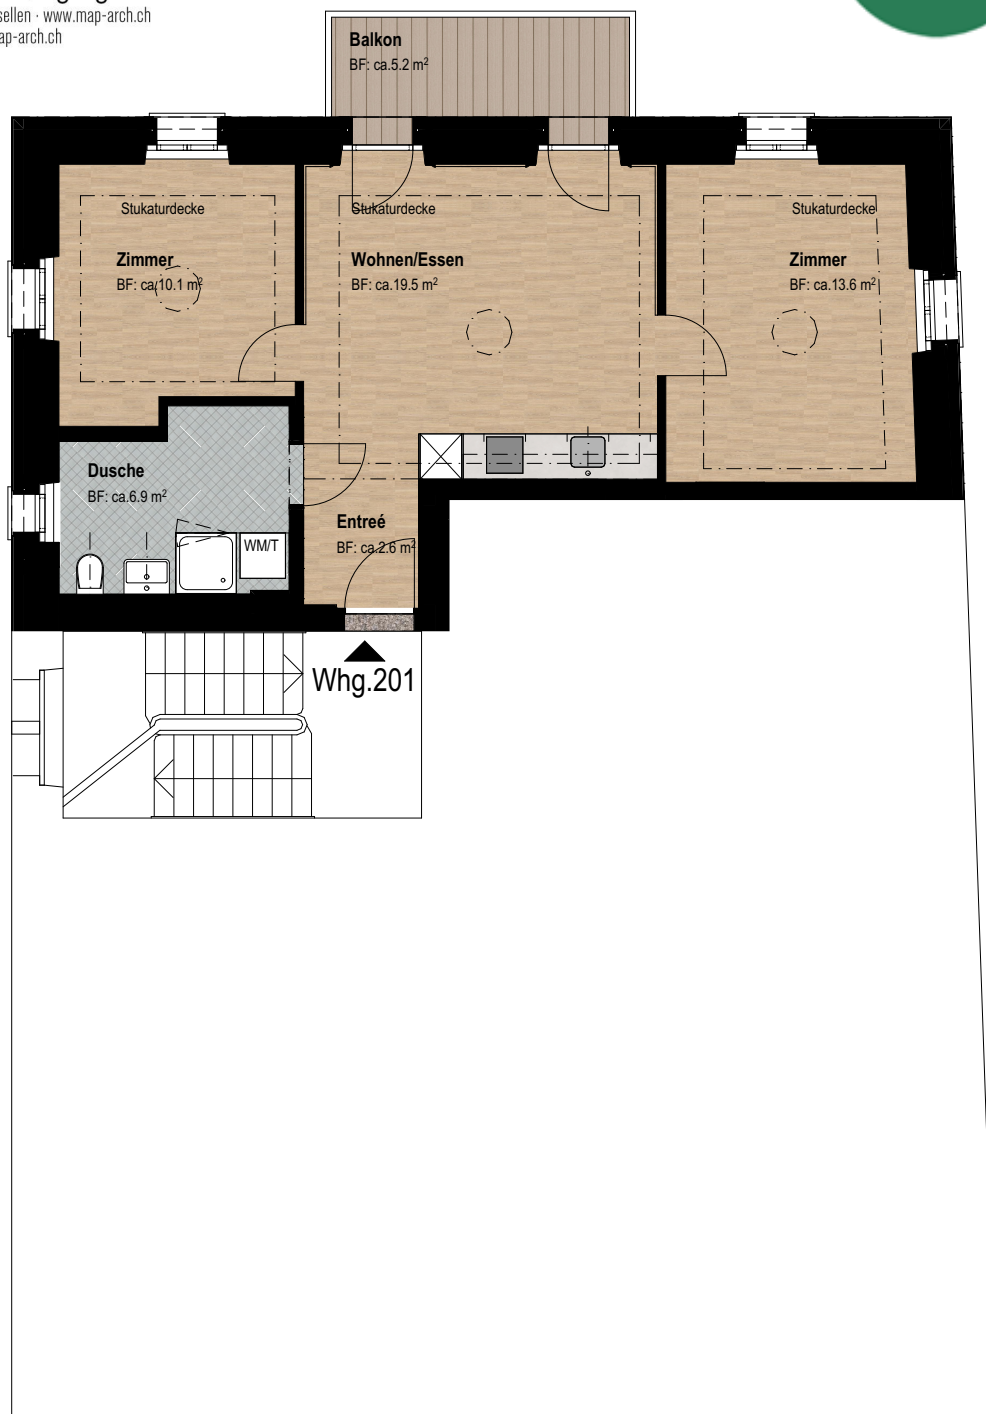 sellen · www.map-arch.ch
ap-arch.ch
Balkon
BF: ca.5.2 m²
Stukaturdecke
Zimmer
BF: ca.10.1 m²
Stukaturdecke
Wohnen/Essen
BF: ca.19.5 m²
Stukaturdecke
Zimmer
BF: ca.13.6 m²
Dusche
BF: ca.6.9 m²
WM/T
Entreé
BF: ca.2.6 m²
Whg.201